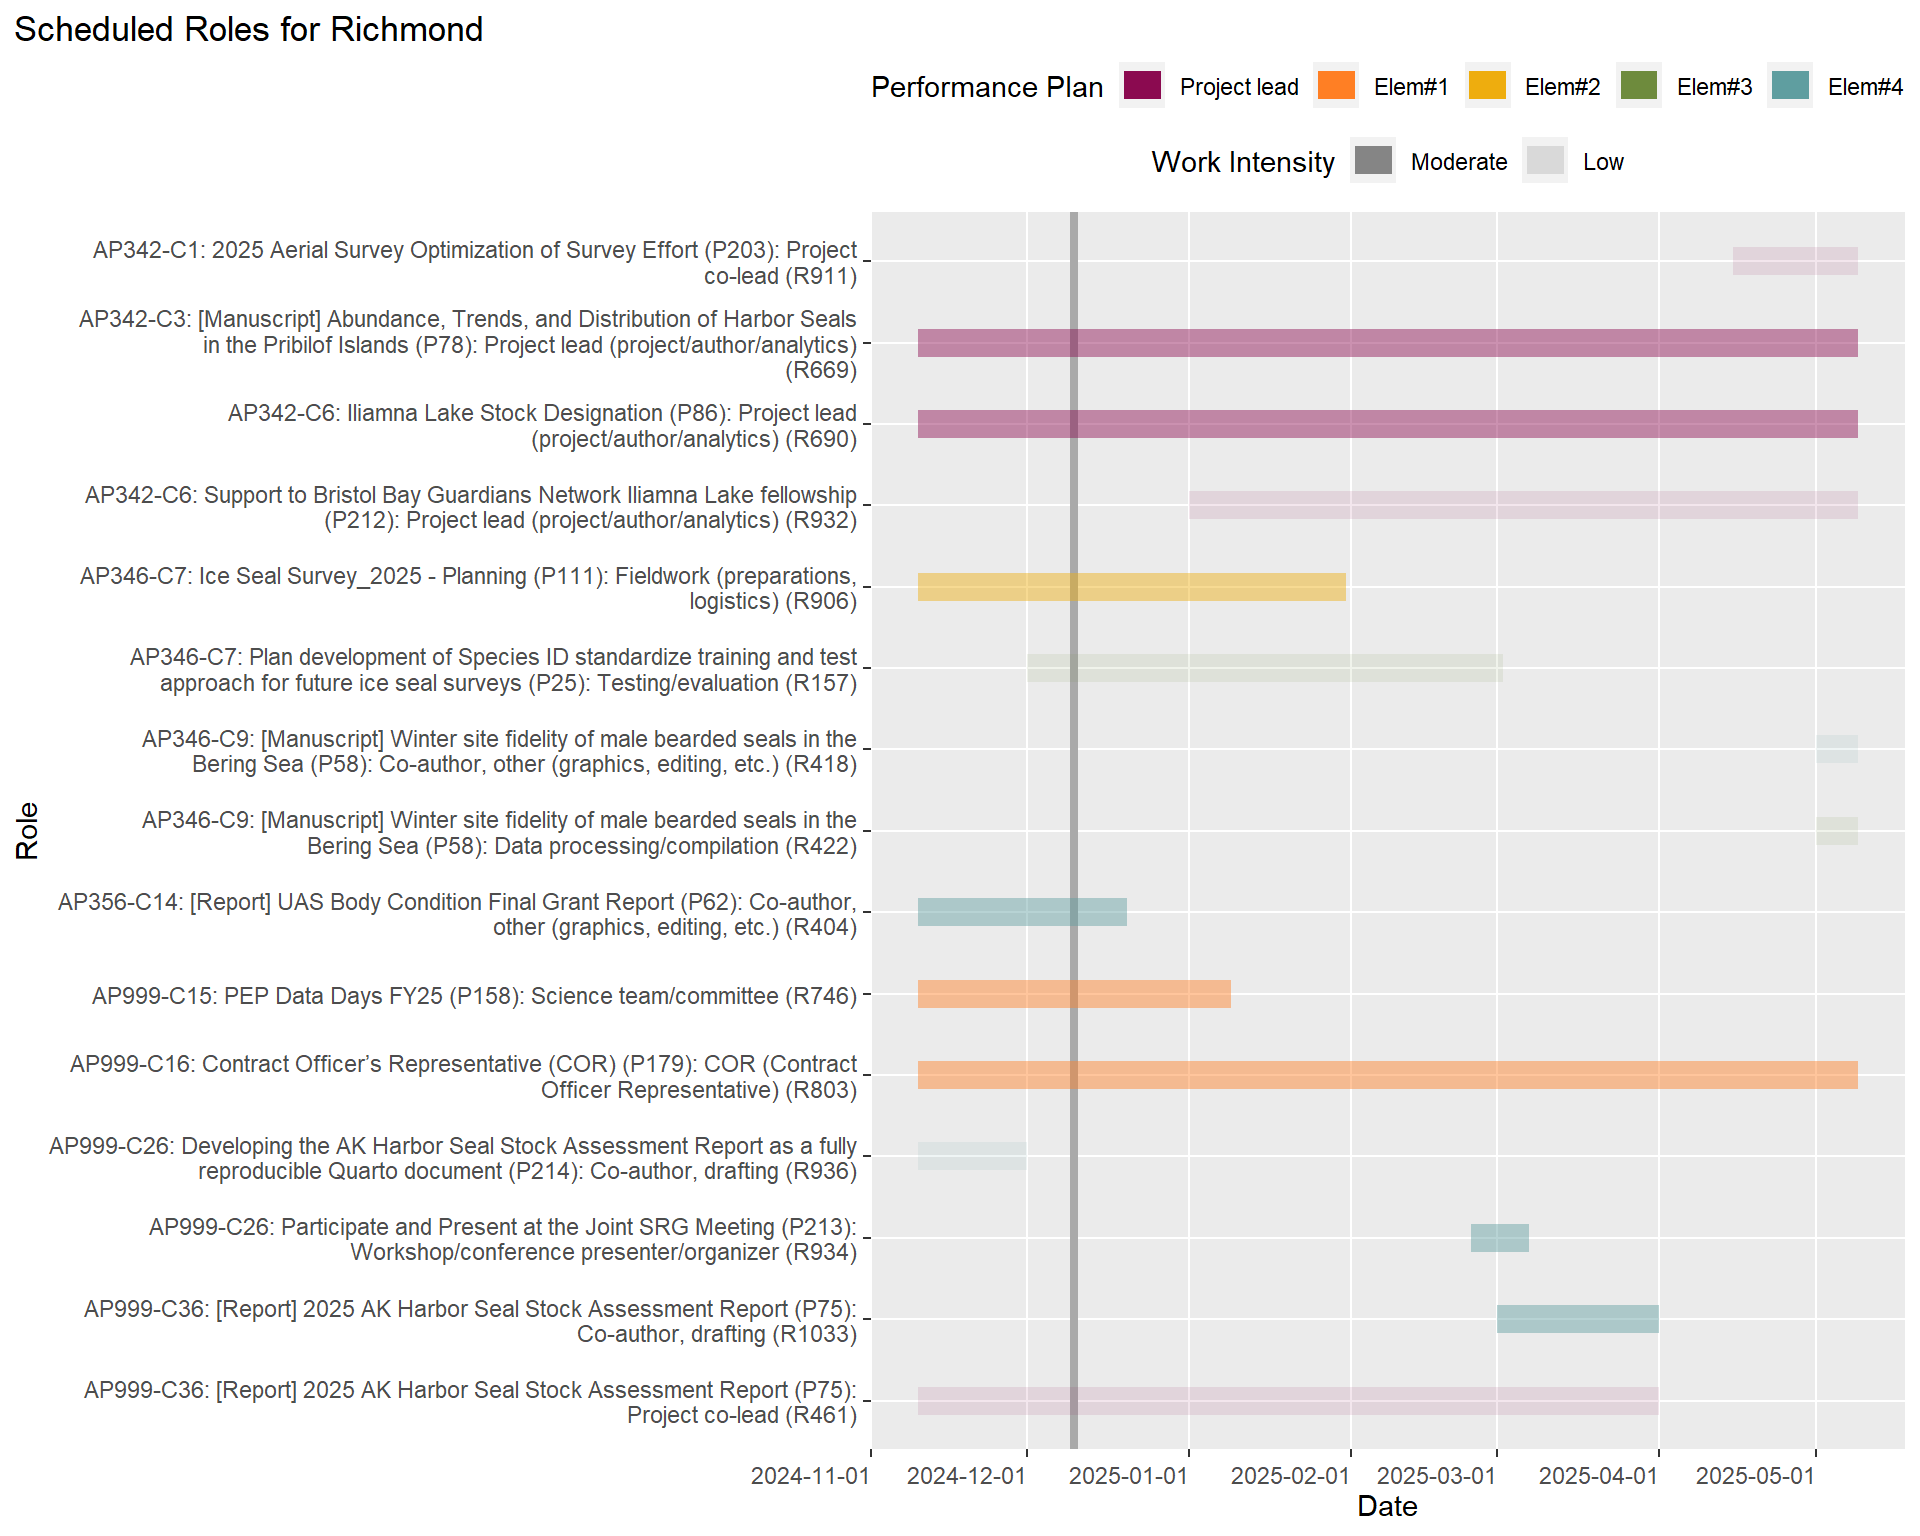 Scheduled Roles for Richmond
Performance Plan Project lead Elem#1 Elem#2 Elem#3 Elem#4
Work Intensity Moderate Low
AP342-C1: 2025 Aerial Survey Optimization of Survey Effort (P203): Project
co-lead (R911)
AP342-C3: [Manuscript] Abundance, Trends, and Distribution of Harbor Seals
in the Pribilof Islands (P78): Project lead (project/author/analytics)
(R669)
AP342-C6: Iliamna Lake Stock Designation (P86): Project lead
(project/author/analytics) (R690)
AP342-C6: Support to Bristol Bay Guardians Network Iliamna Lake fellowship
(P212): Project lead (project/author/analytics) (R932)
AP346-C7: Ice Seal Survey_2025 - Planning (P111): Fieldwork (preparations,
logistics) (R906)
AP346-C7: Plan development of Species ID standardize training and test
approach for future ice seal surveys (P25): Testing/evaluation (R157)
AP346-C9: [Manuscript] Winter site fidelity of male bearded seals in the
Bering Sea (P58): Co-author, other (graphics, editing, etc.) (R418)
AP346-C9: [Manuscript] Winter site fidelity of male bearded seals in the
Bering Sea (P58): Data processing/compilation (R422)
AP356-C14: [Report] UAS Body Condition Final Grant Report (P62): Co-author,
other (graphics, editing, etc.) (R404)
AP999-C15: PEP Data Days FY25 (P158): Science team/committee (R746)
AP999-C16: Contract Officer’s Representative (COR) (P179): COR (Contract
Officer Representative) (R803)
AP999-C26: Developing the AK Harbor Seal Stock Assessment Report as a fully
reproducible Quarto document (P214): Co-author, drafting (R936)
AP999-C26: Participate and Present at the Joint SRG Meeting (P213):
Workshop/conference presenter/organizer (R934)
AP999-C36: [Report] 2025 AK Harbor Seal Stock Assessment Report (P75):
Co-author, drafting (R1033)
AP999-C36: [Report] 2025 AK Harbor Seal Stock Assessment Report (P75):
Project co-lead (R461)
Role
2024-11-01 2024-12-01 2025-01-01 2025-02-01 2025-03-01 2025-04-01 2025-05-01
Date